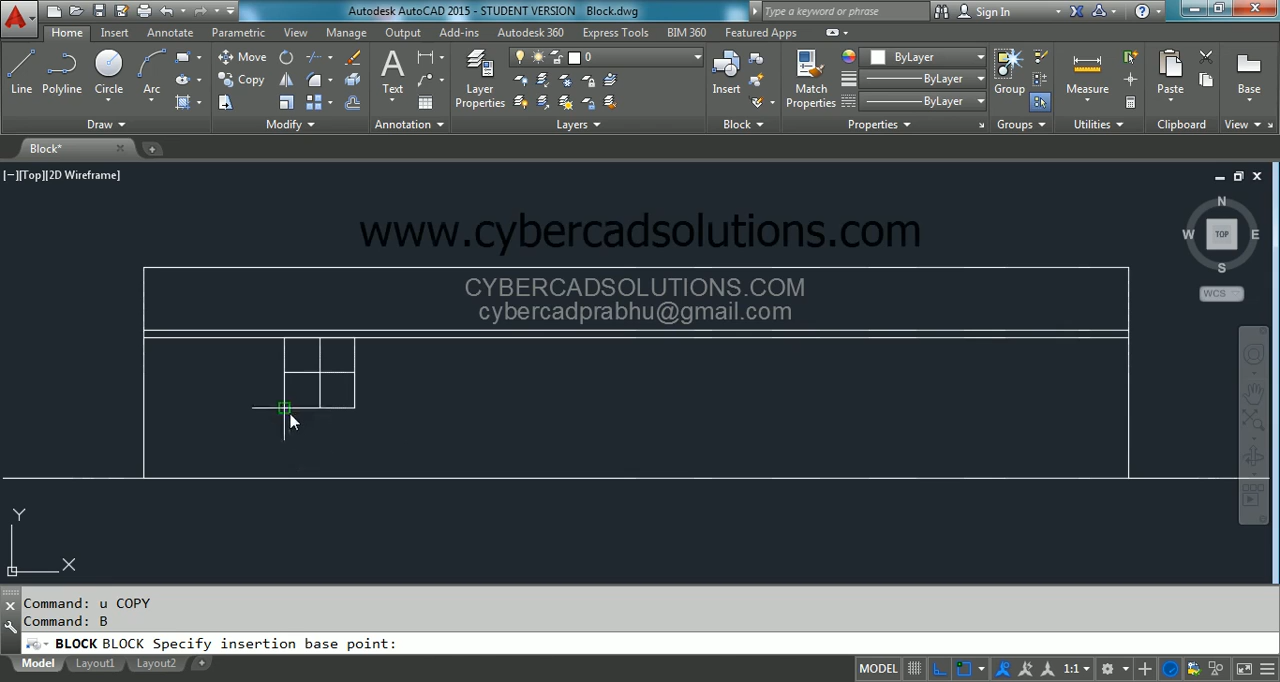 Autodesk AutoCAD 2015 - STUDENT VERSION Block.dwg
Type a keyword or phrase
Sign In
Home Insert Annotate Parametric View Manage Output Add-ins Autodesk 360 Express Tools BIM 360 Featured Apps
Line Polyline Circle Arc
Move
Copy
Text
Layer Properties
0
Insert
Match Properties
ByLayer
ByLayer
ByLayer
Group
Measure
Paste
Base
Draw Modify Annotation Layers Block Properties Groups Utilities Clipboard View
Block*
[−][Top][2D Wireframe]
N
W TOP E
S
WCS
www.cybercadsolutions.com
CYBERCADSOLUTIONS.COM
cybercadprabhu@gmail.com
Y
X
Command: u COPY
Command: B
BLOCK BLOCK Specify insertion base point:
Model Layout1 Layout2 +
MODEL 1:1